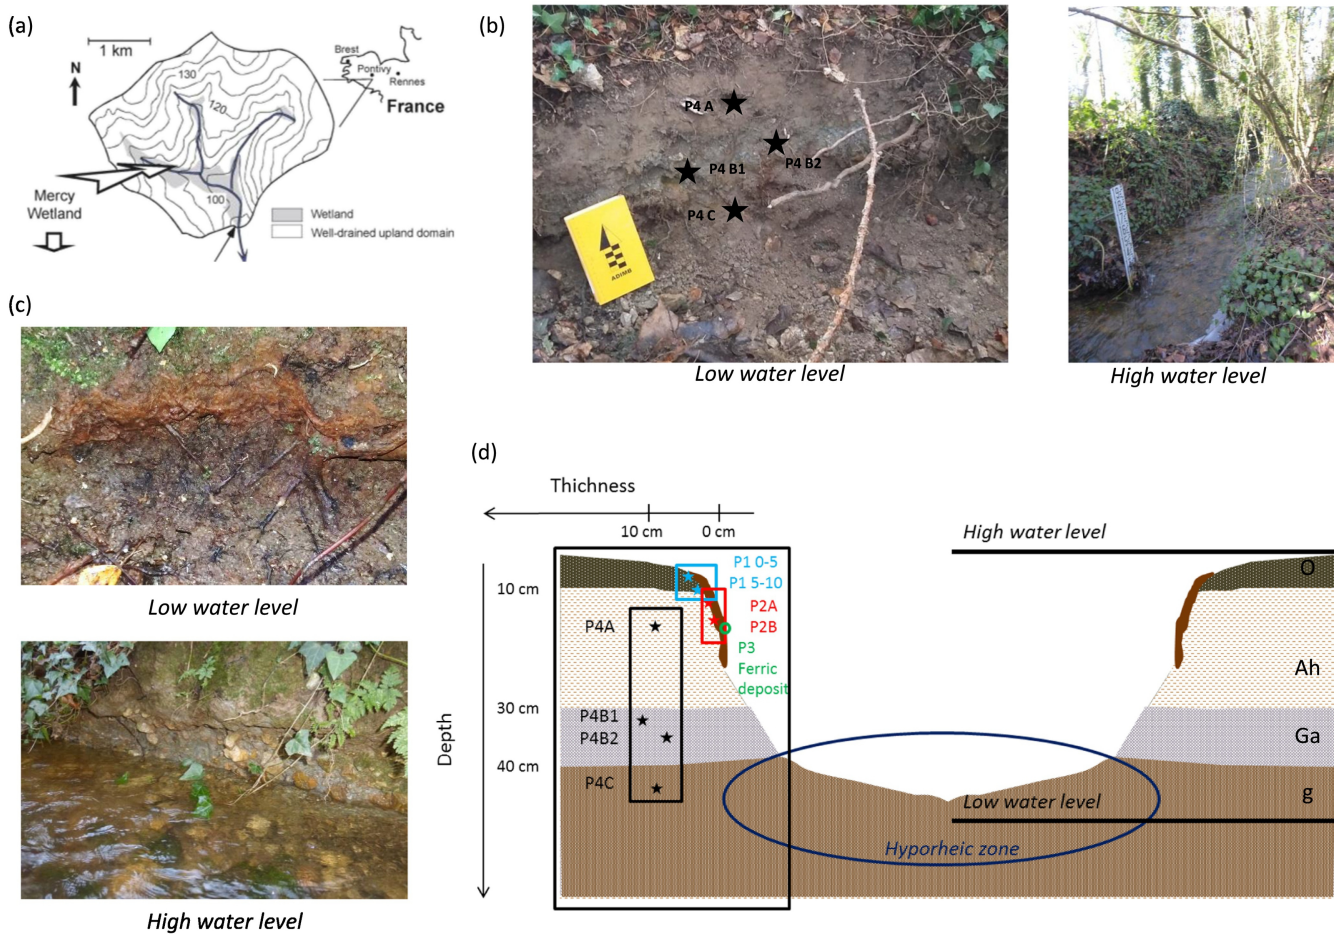 (a)
1 km
N
130
120
100
Brest
Pontivy
Rennes
France
Mercy
Wetland
Wetland
Well-drained upland domain
(b)
P4 A
P4 B2
P4 B1
P4 C
ADIMB
Low water level
High water level
(c)
Low water level
High water level
(d)
Thichness
10 cm
0 cm
High water level
P1 0-5
P1 5-10
P2A
P2B
P3
Ferric
deposit
10 cm
P4A
30 cm
P4B1
P4B2
40 cm
P4C
Depth
O
Ah
Ga
g
Low water level
Hyporheic zone